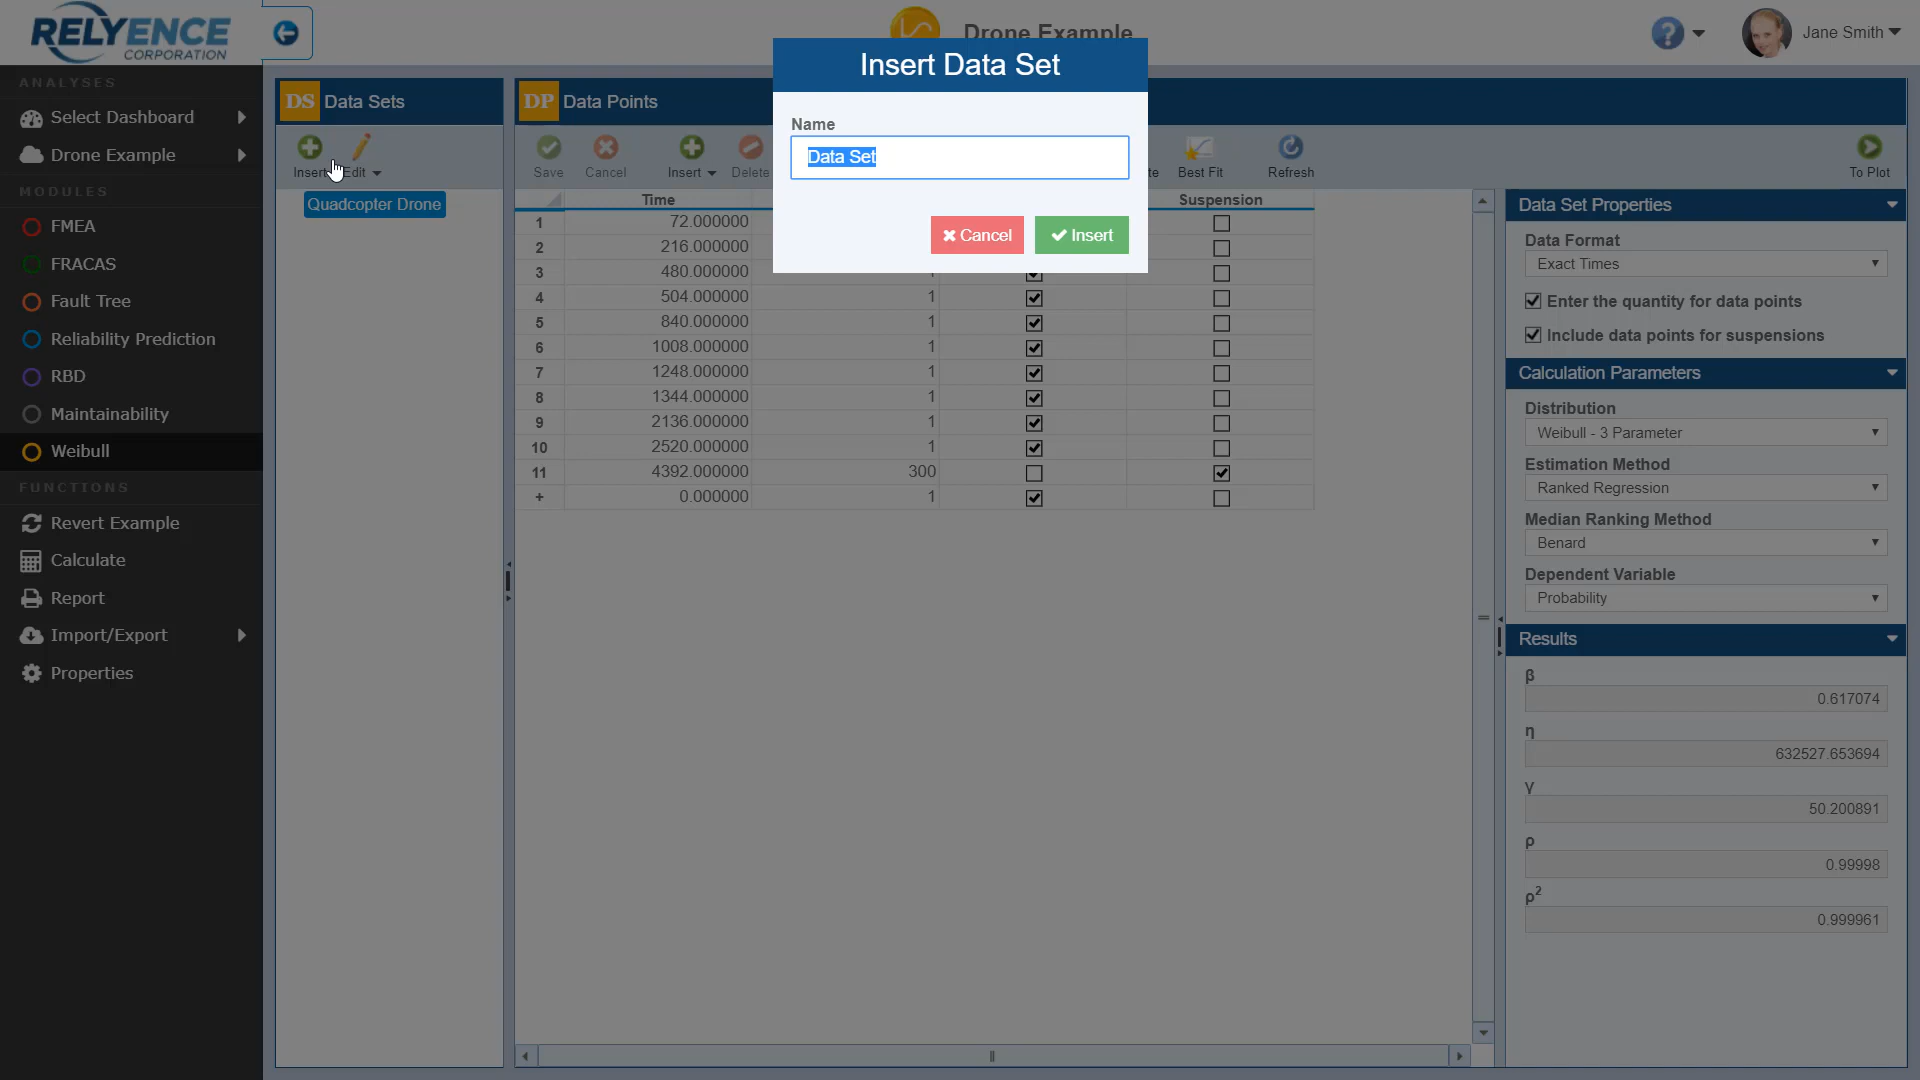 RELYENCE
CORPORATION
Drone Example
Jane Smith
ANALYSES
Select Dashboard
Drone Example
MODULES
FMEA
FRACAS
Fault Tree
Reliability Prediction
RBD
Maintainability
Weibull
FUNCTIONS
Revert Example
Calculate
Report
Import/Export
Properties
DS Data Sets
Insert Edit
Quadcopter Drone
DP Data Points
Save Cancel Insert Delete Best Fit Refresh To Plot
Insert Data Set
Name
Data Set
Cancel Insert
Time Suspension
1 72.000000
2 216.000000
3 480.000000 1
4 504.000000 1
5 840.000000 1
6 1008.000000 1
7 1248.000000 1
8 1344.000000 1
9 2136.000000 1
10 2520.000000 1
11 4392.000000 300
+ 0.000000 1
Data Set Properties
Data Format
Exact Times
Enter the quantity for data points
Include data points for suspensions
Calculation Parameters
Distribution
Weibull - 3 Parameter
Estimation Method
Ranked Regression
Median Ranking Method
Benard
Dependent Variable
Probability
Results
β
0.617074
η
632527.653694
γ
50.200891
ρ
0.99998
ρ²
0.999961